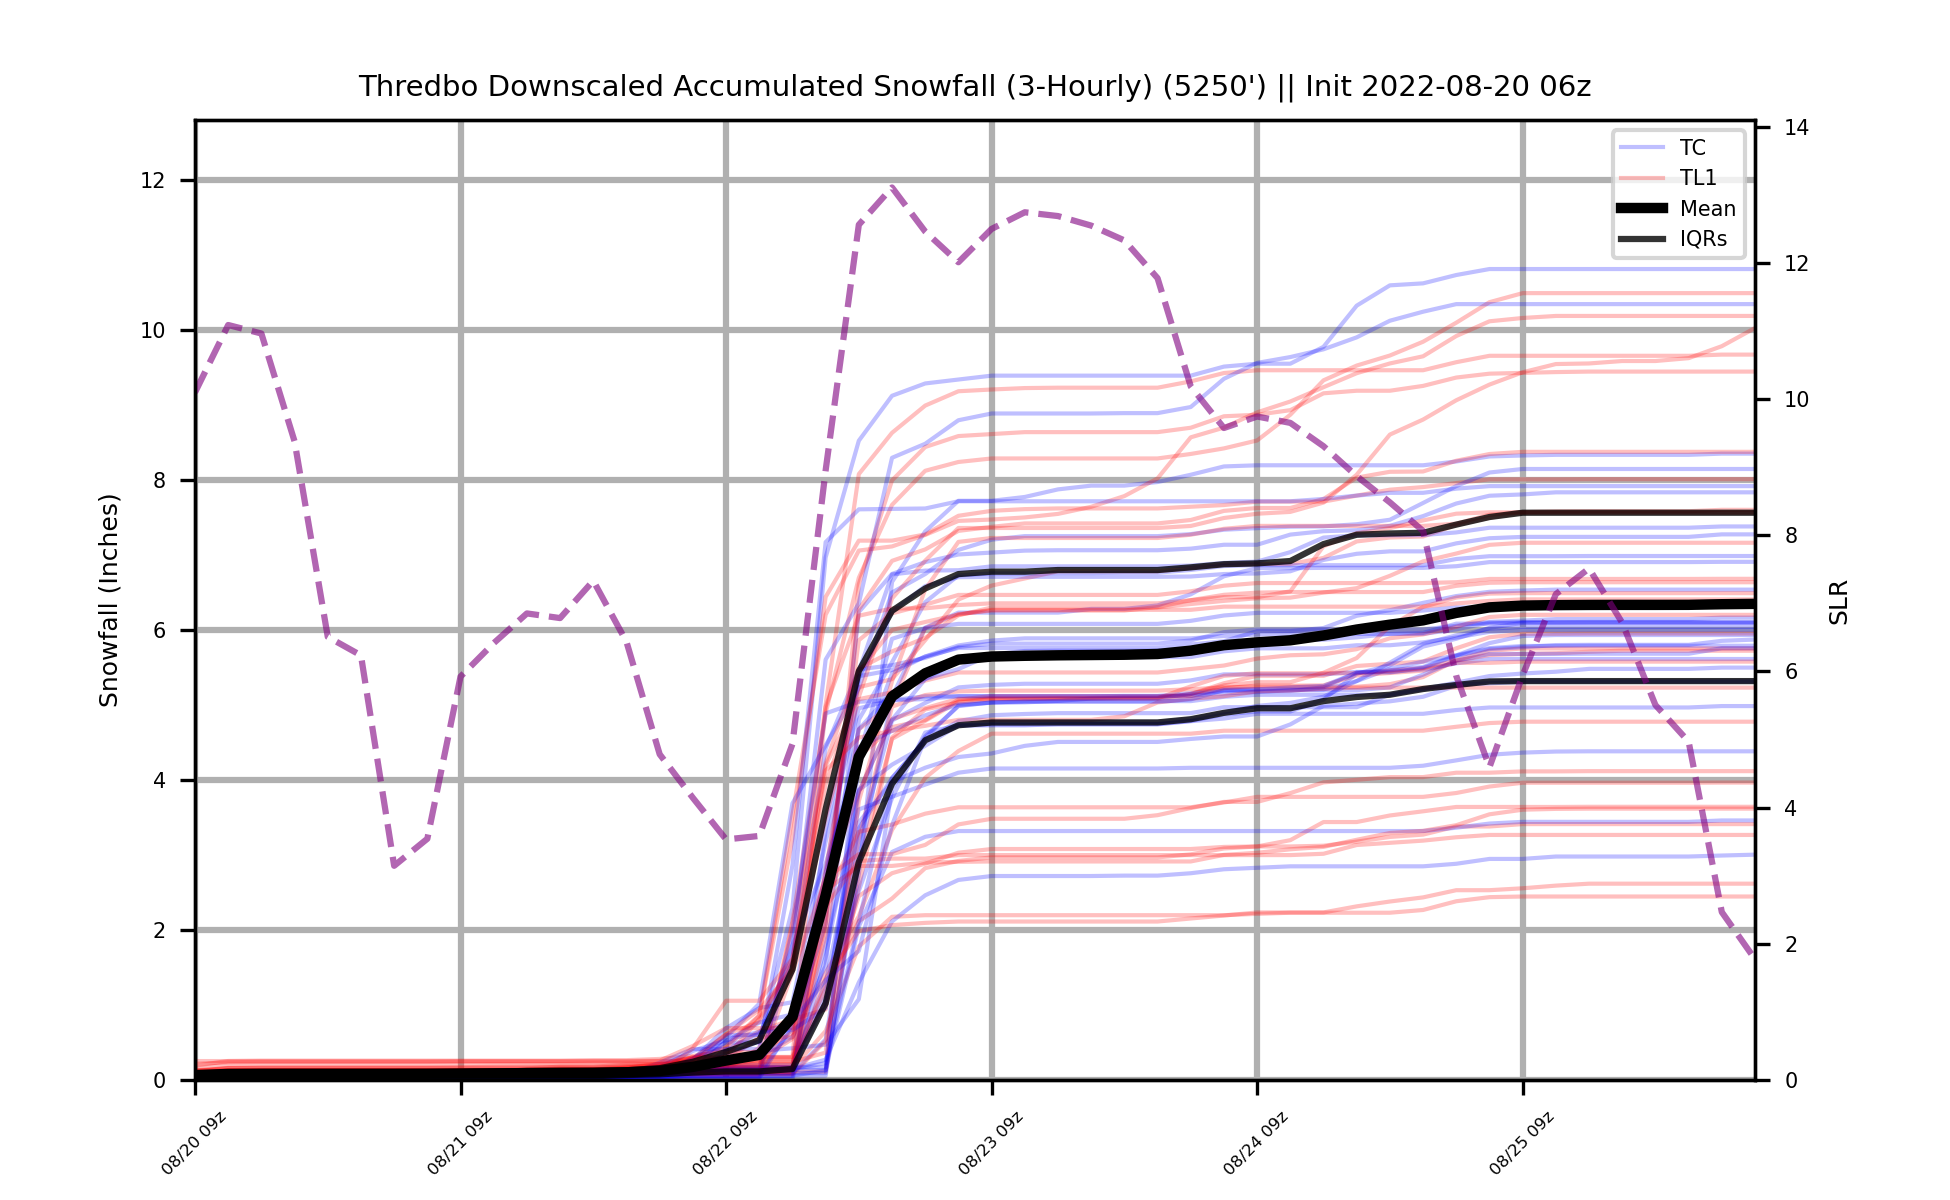 Thredbo Downscaled Accumulated Snowfall (3-Hourly) (5250') || Init 2022-08-20 06z
TC
TL1
Mean
IQRs
Snowfall (Inches)
12
10
8
6
4
2
0
SLR
14
12
10
8
6
4
2
0
08/20 09z
08/21 09z
08/22 09z
08/23 09z
08/24 09z
08/25 09z